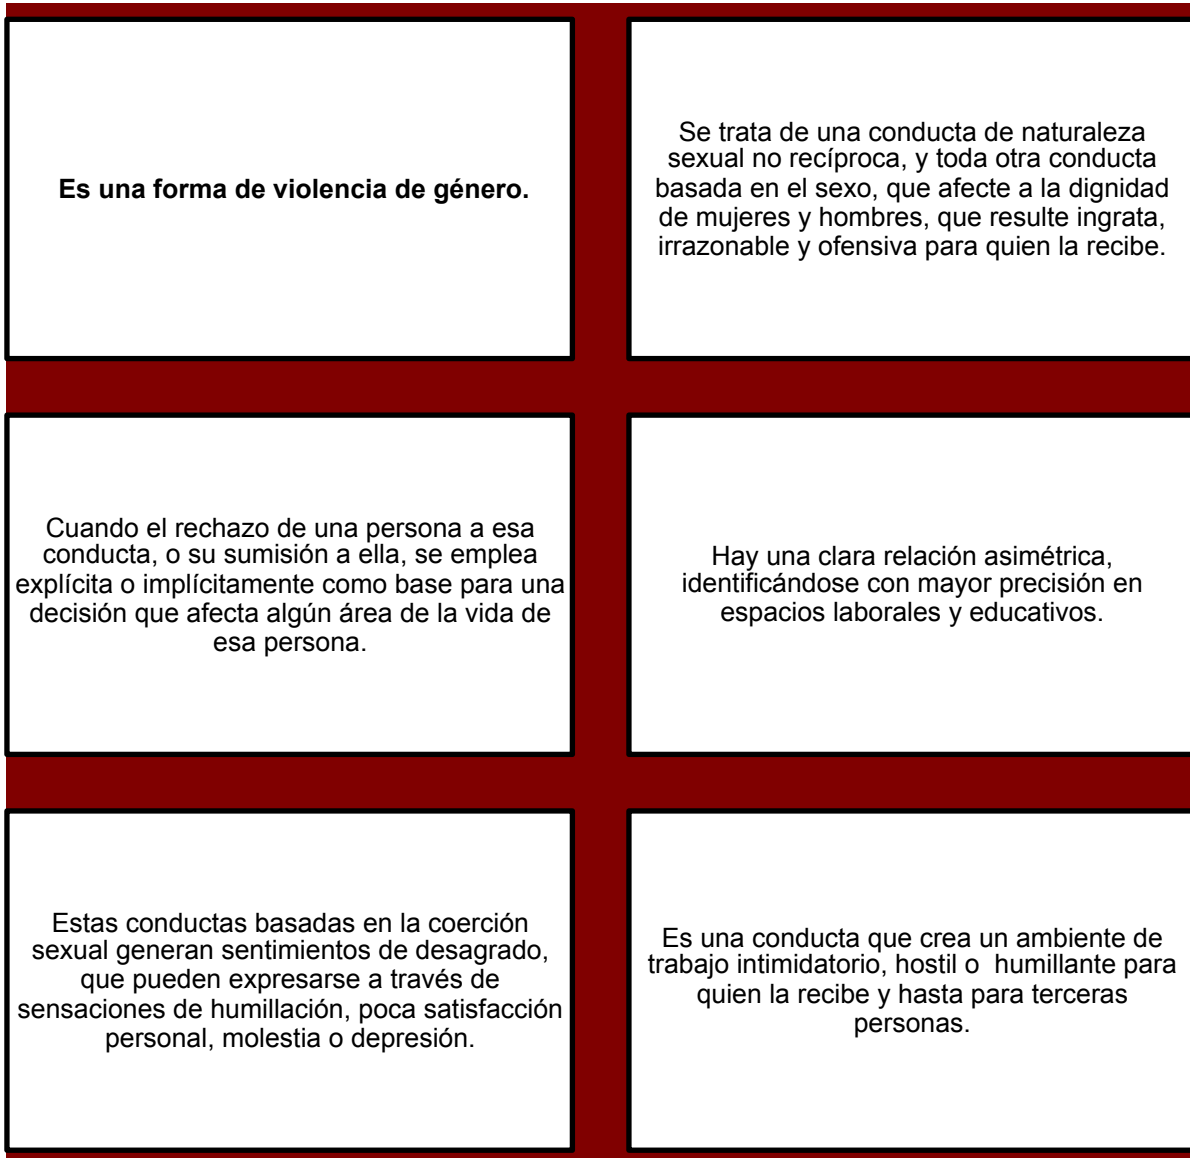 Es una forma de violencia de género.
Se trata de una conducta de naturaleza
sexual no recíproca, y toda otra conducta
basada en el sexo, que afecte a la dignidad
de mujeres y hombres, que resulte ingrata,
irrazonable y ofensiva para quien la recibe.
Cuando el rechazo de una persona a esa
conducta, o su sumisión a ella, se emplea
explícita o implícitamente como base para una
decisión que afecta algún área de la vida de
esa persona.
Hay una clara relación asimétrica,
identificándose con mayor precisión en
espacios laborales y educativos.
Estas conductas basadas en la coerción
sexual generan sentimientos de desagrado,
que pueden expresarse a través de
sensaciones de humillación, poca satisfacción
personal, molestia o depresión.
Es una conducta que crea un ambiente de
trabajo intimidatorio, hostil o  humillante para
quien la recibe y hasta para terceras
personas.